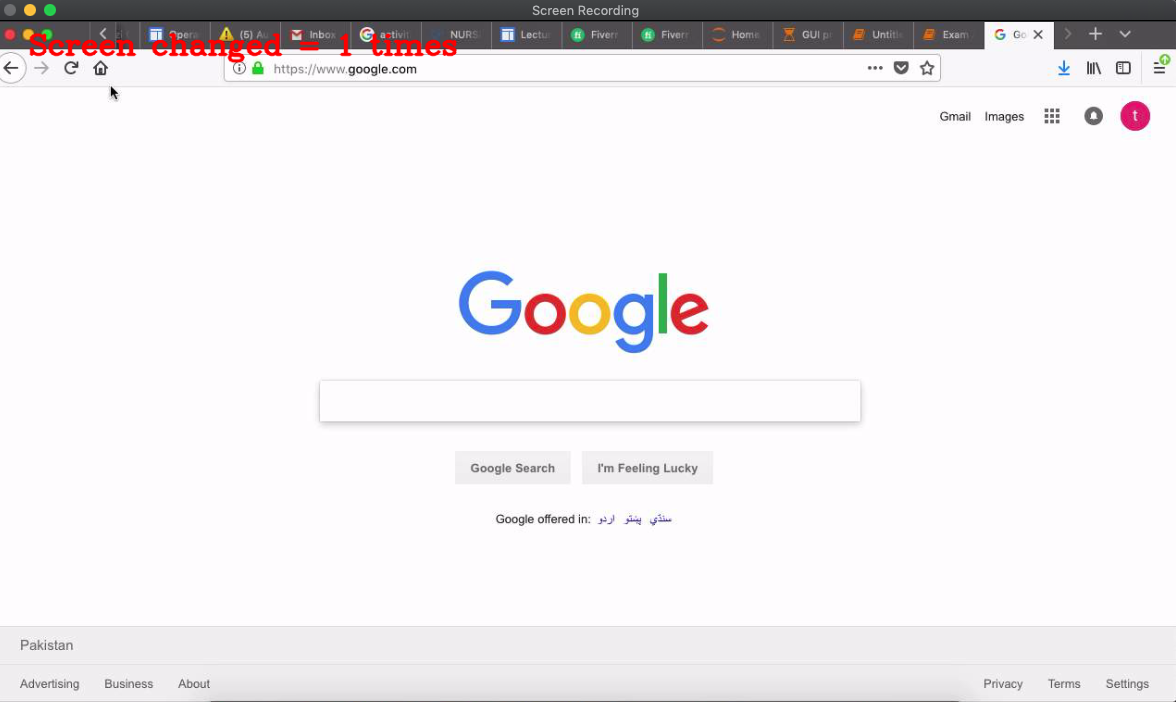 Screen Recording
Opera (5) Au Inbox activit NURS Lectur Fiverr Fiverr Home GUI pr Untitle Exam Go
Screen changed = 1 times
https://www.google.com
Gmail Images t
Google
Google Search I'm Feeling Lucky
Google offered in: اردو پښتو سنڌي
Pakistan
Advertising Business About Privacy Terms Settings